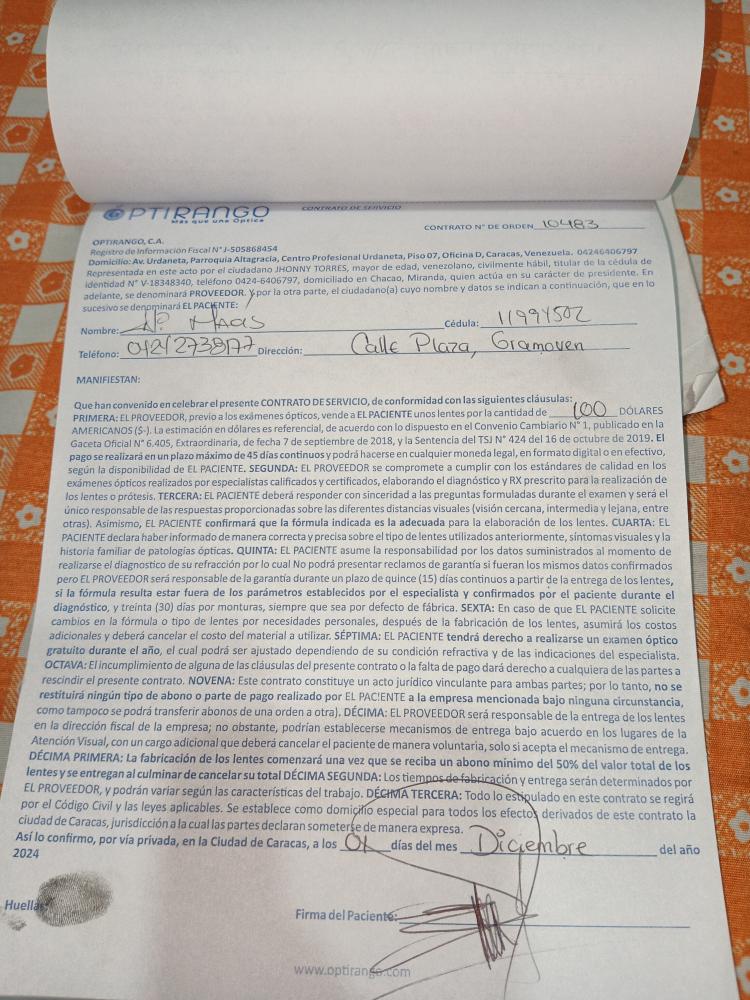 OPTIRANGO
Más que una Óptica
CONTRATO DE SERVICIO
CONTRATO N° DE ORDEN 10483
OPTIRANGO, C.A.
Registro de Información Fiscal N° J-505868454
Domicilio: Av. Urdaneta, Parroquia Altagracia, Centro Profesional Urdaneta, Piso 07, Oficina D, Caracas, Venezuela. 04246406797
Representada en este acto por el ciudadano JHONNY TORRES, mayor de edad, venezolano, civilmente hábil, titular de la cédula de
identidad N° V-18348340, teléfono 0424-6406797, domiciliado en Chacao, Miranda, quien actúa en su carácter de presidente. En
adelante, se denominará PROVEEDOR. Y por la otra parte, el ciudadano(a) cuyo nombre y datos se indican a continuación, que en lo
sucesivo se denominará EL PACIENTE:
Nombre: Cédula: 11994502
Teléfono: Dirección: Calle Plaza, Gramoven
MANIFIESTAN:
Que han convenido en celebrar el presente CONTRATO DE SERVICIO, de conformidad con las siguientes cláusulas:
PRIMERA: EL PROVEEDOR, previo a los exámenes ópticos, vende a EL PACIENTE unos lentes por la cantidad de 100 DÓLARES
AMERICANOS ($-). La estimación en dólares es referencial, de acuerdo con lo dispuesto en el Convenio Cambiario N° 1, publicado en la
Gaceta Oficial N° 6.405, Extraordinaria, de fecha 7 de septiembre de 2018, y la Sentencia del TSJ N° 424 del 16 de octubre de 2019. El
pago se realizará en un plazo máximo de 45 días continuos y podrá hacerse en cualquier moneda legal, en formato digital o en efectivo,
según la disponibilidad de EL PACIENTE. SEGUNDA: EL PROVEEDOR se compromete a cumplir con los estándares de calidad en los
exámenes ópticos realizados por especialistas calificados y certificados, elaborando el diagnóstico y RX prescrito para la realización de
los lentes o prótesis. TERCERA: EL PACIENTE deberá responder con sinceridad a las preguntas formuladas durante el examen y será el
único responsable de las respuestas proporcionadas sobre las diferentes distancias visuales (visión cercana, intermedia y lejana, entre
otras). Asimismo, EL PACIENTE confirmará que la fórmula indicada es la adecuada para la elaboración de los lentes. CUARTA: EL
PACIENTE declara haber informado de manera correcta y precisa sobre el tipo de lentes utilizados anteriormente, síntomas visuales y la
historia familiar de patologías ópticas. QUINTA: EL PACIENTE asume la responsabilidad por los datos suministrados al momento de
realizarse el diagnostico de su refracción por lo cual No podrá presentar reclamos de garantía si fueran los mismos datos confirmados
pero EL PROVEEDOR será responsable de la garantía durante un plazo de quince (15) días continuos a partir de la entrega de los lentes,
si la fórmula resulta estar fuera de los parámetros establecidos por el especialista y confirmados por el paciente durante el
diagnóstico, y treinta (30) días por monturas, siempre que sea por defecto de fábrica. SEXTA: En caso de que EL PACIENTE solicite
cambios en la fórmula o tipo de lentes por necesidades personales, después de la fabricación de los lentes, asumirá los costos
adicionales y deberá cancelar el costo del material a utilizar. SÉPTIMA: EL PACIENTE tendrá derecho a realizarse un examen óptico
gratuito durante el año, el cual podrá ser ajustado dependiendo de su condición refractiva y de las indicaciones del especialista.
OCTAVA: El incumplimiento de alguna de las cláusulas del presente contrato o la falta de pago dará derecho a cualquiera de las partes a
rescindir el presente contrato. NOVENA: Este contrato constituye un acto jurídico vinculante para ambas partes; por lo tanto, no se
restituirá ningún tipo de abono o parte de pago realizado por EL PACIENTE a la empresa mencionada bajo ninguna circunstancia,
como tampoco se podrá transferir abonos de una orden a otra). DÉCIMA: EL PROVEEDOR será responsable de la entrega de los lentes
en la dirección fiscal de la empresa; no obstante, podrían establecerse mecanismos de entrega bajo acuerdo en los lugares de la
Atención Visual, con un cargo adicional que deberá cancelar el paciente de manera voluntaria, solo si acepta el mecanismo de entrega.
DÉCIMA PRIMERA: La fabricación de los lentes comenzará una vez que se reciba un abono mínimo del 50% del valor total de los
lentes y se entregan al culminar de cancelar su total DÉCIMA SEGUNDA: Los tiempos de fabricación y entrega serán determinados por
EL PROVEEDOR, y podrán variar según las características del trabajo. DÉCIMA TERCERA: Todo lo estipulado en este contrato se regirá
por el Código Civil y las leyes aplicables. Se establece como domicilio especial para todos los efectos derivados de este contrato la
ciudad de Caracas, jurisdicción a la cual las partes declaran someterse de manera expresa.
Así lo confirmo, por vía privada, en la Ciudad de Caracas, a los 01 días del mes Diciembre del año
2024
Huella:
Firma del Paciente:
www.optirango.com